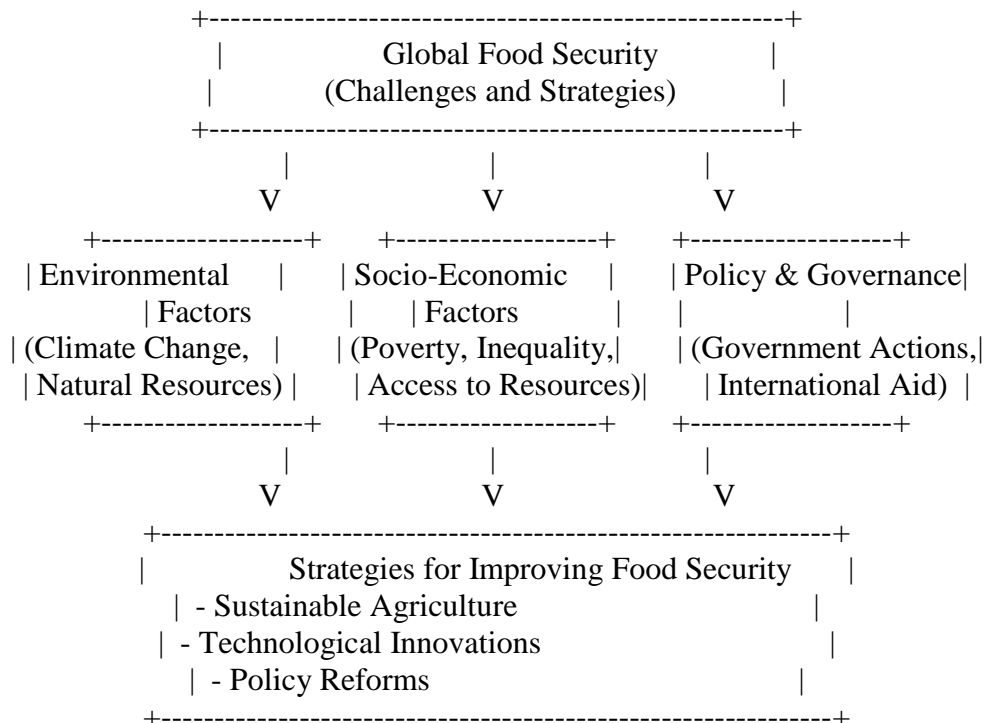 Global Food Security
(Challenges and Strategies)
V V V
Environmental
Factors
(Climate Change,
Natural Resources)
Socio-Economic
Factors
(Poverty, Inequality,
Access to Resources)
Policy & Governance
(Government Actions,
International Aid)
V V V
Strategies for Improving Food Security
- Sustainable Agriculture
- Technological Innovations
- Policy Reforms